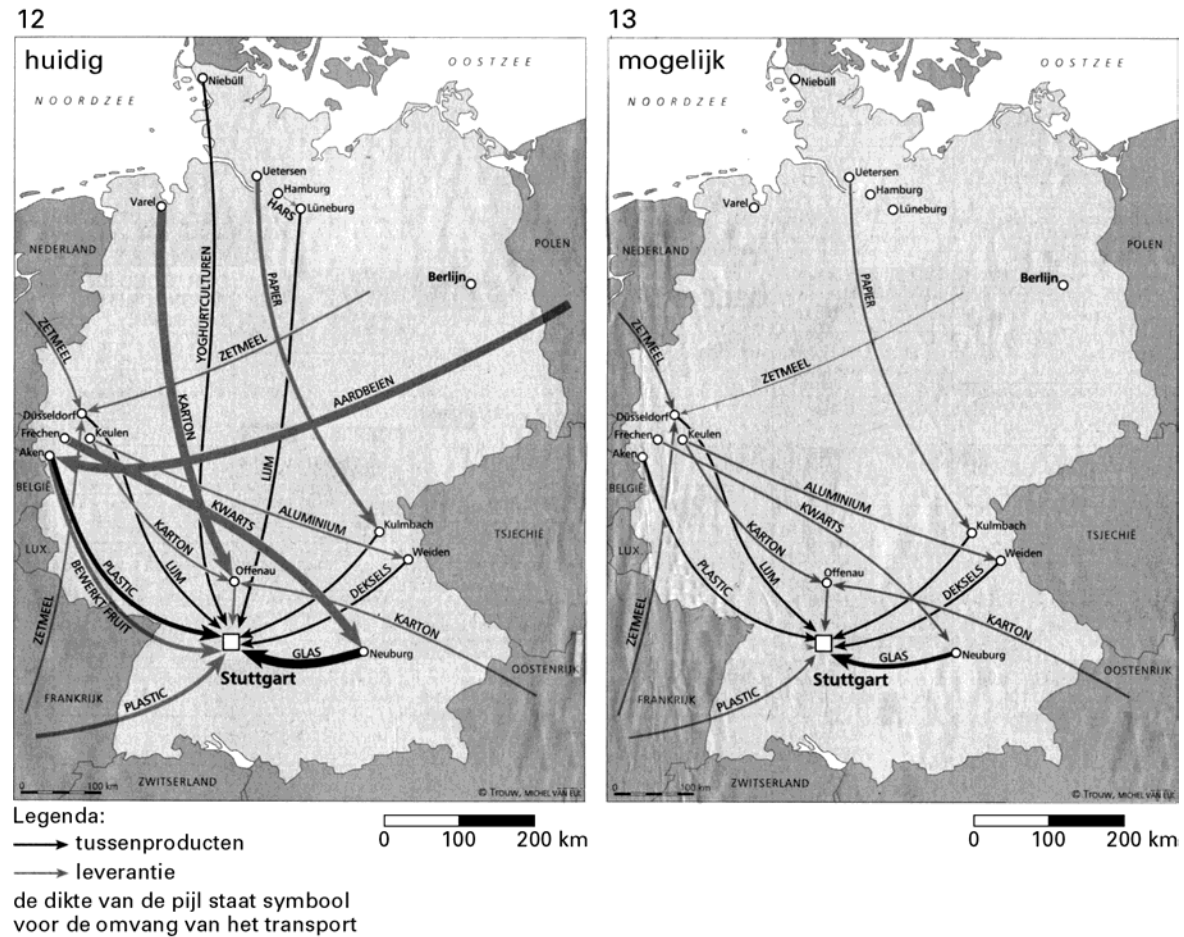 12
huidig
NOORDZEE
OOSTZEE
Niebüll
Uetersen
Hamburg
HARS
Lüneburg
Varel
NEDERLAND
POLEN
Berlijn
YOGHURTCULTUREN
PAPIER
ZETMEEL
ZETMEEL
AARDBEIEN
KARTON
Düsseldorf
Frechen
Keulen
Aken
BELGIË
LIJM
KWARTS
ALUMINIUM
Kulmbach
TSJECHIË
Weiden
LUX.
KARTON
Offenau
PLASTIC
LIJM
DEKSELS
BEWERKT FRUIT
ZETMEEL
KARTON
GLAS
Neuburg
Stuttgart
OOSTENRIJK
FRANKRIJK
PLASTIC
ZWITSERLAND
0 100 km
© TROUW, MICHEL VAN ELK
13
mogelijk
NOORDZEE
OOSTZEE
Niebüll
Uetersen
Hamburg
Lüneburg
Varel
NEDERLAND
POLEN
Berlijn
PAPIER
ZETMEEL
ZETMEEL
Düsseldorf
Frechen
Keulen
Aken
BELGIË
ALUMINIUM
KWARTS
Kulmbach
TSJECHIË
Weiden
LUX.
KARTON
Offenau
PLASTIC
LIJM
DEKSELS
ZETMEEL
KARTON
GLAS
Neuburg
Stuttgart
OOSTENRIJK
FRANKRIJK
PLASTIC
ZWITSERLAND
0 100 km
© TROUW, MICHEL VAN ELK
Legenda:
tussenproducten
leverantie
de dikte van de pijl staat symbool
voor de omvang van het transport
0 100 200 km
0 100 200 km